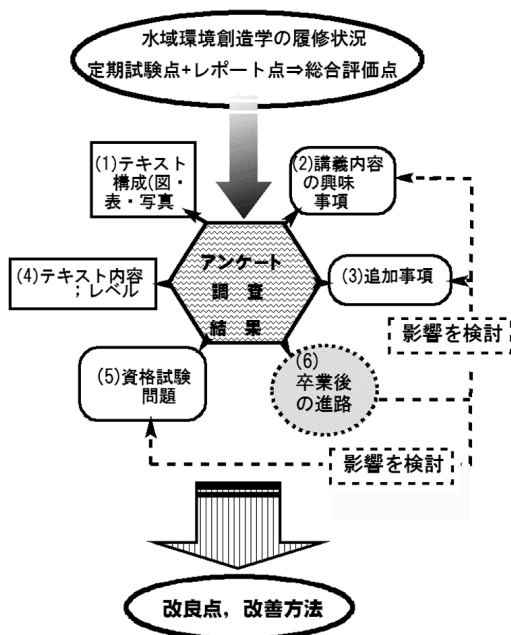 水域環境創造学の履修状況
定期試験点+レポート点⇒総合評価点
(1)テキスト
構成(図・
表・写真
(2)講義内容
の興味
事項
アンケート
調 査
結 果
(4)テキスト内容
；レベル
(3)追加事項
影響を検討
(5)資格試験
問題
(6)
卒業後
の進路
影響を検討
改良点，改善方法